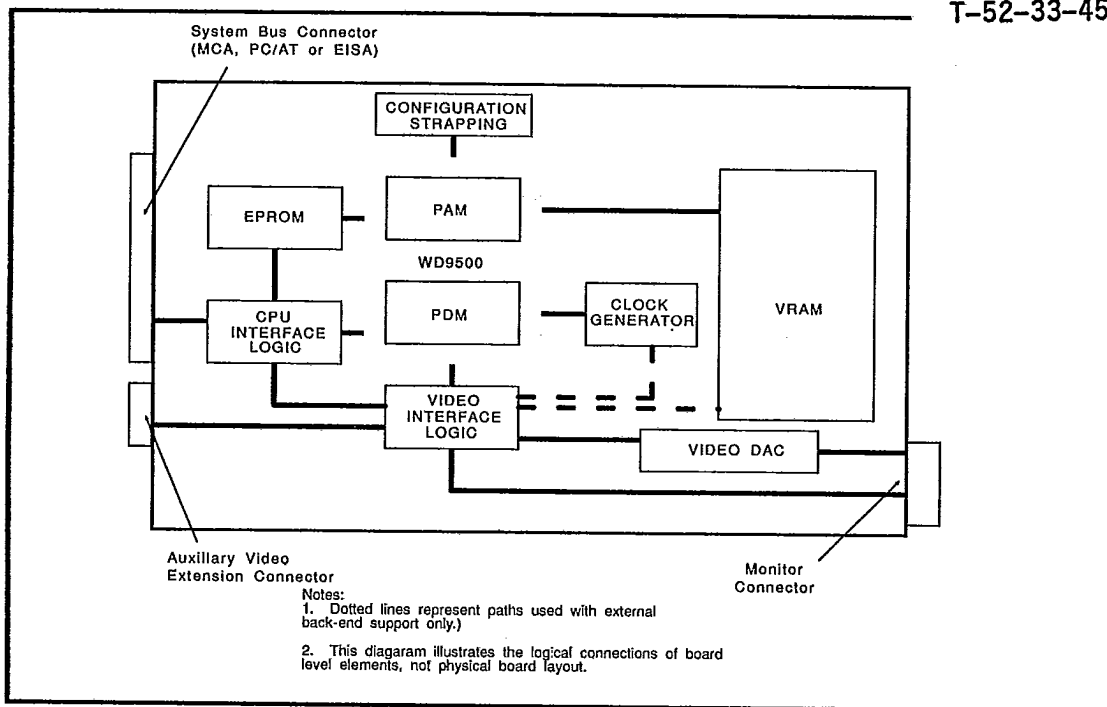 T-52-33-45
System Bus Connector
(MCA, PC/AT or EISA)
CONFIGURATION
STRAPPING
EPROM
PAM
WD9500
CPU
INTERFACE
LOGIC
PDM
CLOCK
GENERATOR
VRAM
VIDEO
INTERFACE
LOGIC
VIDEO DAC
Auxillary Video
Extension Connector
Monitor
Connector
Notes:
1. Dotted lines represent paths used with external
back-end support only.)
2. This diagaram illustrates the logical connections of board
level elements, not physical board layout.